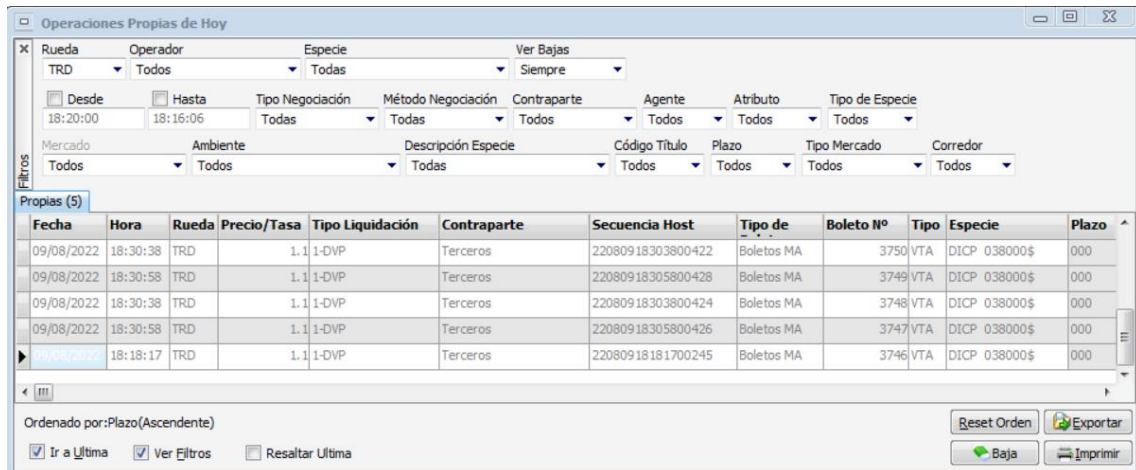 Operaciones Propias de Hoy
Rueda Operador Especie Ver Bajas
TRD Todos Todas Siempre
Desde Hasta Tipo Negociación Método Negociación Contraparte Agente Atributo Tipo de Especie
18:20:00 18:16:06 Todas Todas Todos Todos Todos Todos
Mercado Ambiente Descripción Especie Código Título Plazo Tipo Mercado Corredor
Todos Todos Todas Todos Todos Todos Todos
Filtros
Propias (5)
Fecha Hora Rueda Precio/Tasa Tipo Liquidación Contraparte Secuencia Host Tipo de Boleto Nº Tipo Especie Plazo
09/08/2022 18:30:38 TRD 1.1 1-DVP Terceros 22080918303800422 Boletos MA 3750 VTA DICP 038000$ 000
09/08/2022 18:30:58 TRD 1.1 1-DVP Terceros 22080918305800428 Boletos MA 3749 VTA DICP 038000$ 000
09/08/2022 18:30:38 TRD 1.1 1-DVP Terceros 22080918303800424 Boletos MA 3748 VTA DICP 038000$ 000
09/08/2022 18:30:58 TRD 1.1 1-DVP Terceros 22080918305800426 Boletos MA 3747 VTA DICP 038000$ 000
09/08/2022 18:18:17 TRD 1.1 1-DVP Terceros 22080918181700245 Boletos MA 3746 VTA DICP 038000$ 000
Ordenado por:Plazo(Ascendente) Reset Orden Exportar
Ir a Ultima Ver Filtros Resaltar Ultima Baja Imprimir